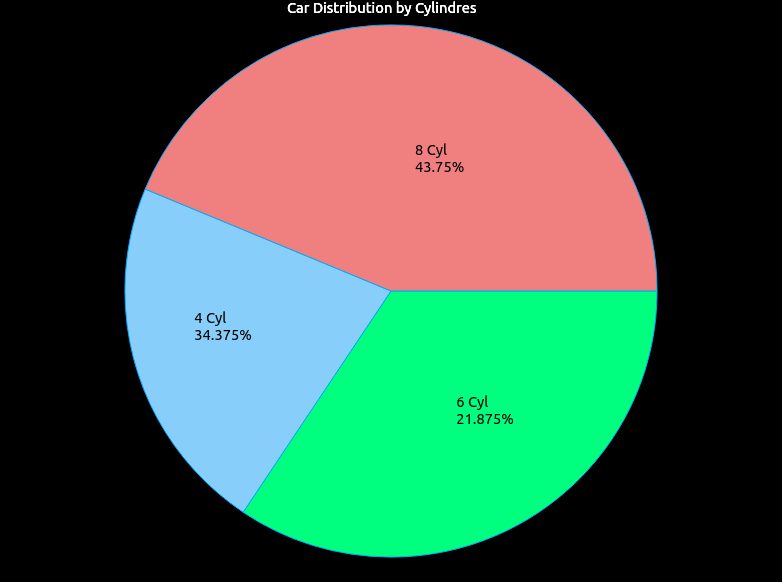 Car Distribution by Cylindres
8 Cyl
43.75%
4 Cyl
34.375%
6 Cyl
21.875%